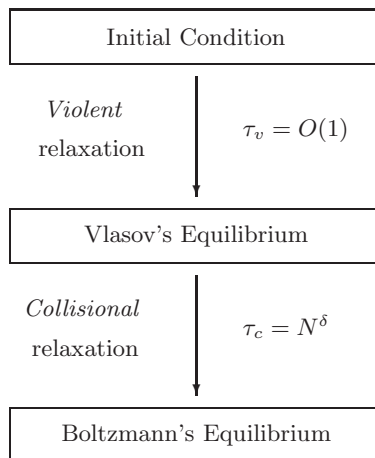 Initial Condition
Violent
relaxation
τ_v = O(1)
Vlasov's Equilibrium
Collisional
relaxation
τ_c = N^δ
Boltzmann's Equilibrium